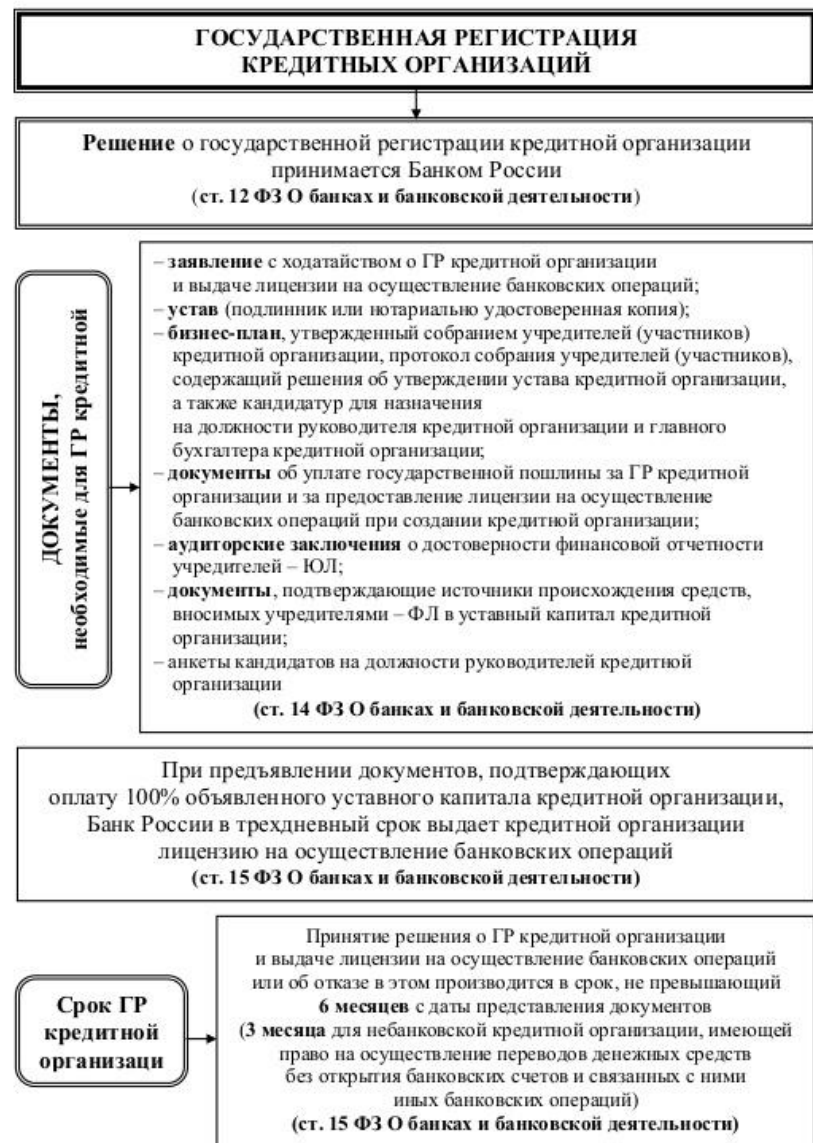 ГОСУДАРСТВЕННАЯ РЕГИСТРАЦИЯ
КРЕДИТНЫХ ОРГАНИЗАЦИЙ
Решение о государственной регистрации кредитной организации
принимается Банком России
(ст. 12 ФЗ О банках и банковской деятельности)
ДОКУМЕНТЫ,
необходимые для ГР кредитной
– заявление с ходатайством о ГР кредитной организации
и выдаче лицензии на осуществление банковских операций;
– устав (подлинник или нотариально удостоверенная копия);
– бизнес-план, утвержденный собранием учредителей (участников)
кредитной организации, протокол собрания учредителей (участников),
содержащий решения об утверждении устава кредитной организации,
а также кандидатур для назначения
на должности руководителя кредитной организации и главного
бухгалтера кредитной организации;
– документы об уплате государственной пошлины за ГР кредитной
организации и за предоставление лицензии на осуществление
банковских операций при создании кредитной организации;
– аудиторские заключения о достоверности финансовой отчетности
учредителей – ЮЛ;
– документы, подтверждающие источники происхождения средств,
вносимых учредителями – ФЛ в уставный капитал кредитной
организации;
– анкеты кандидатов на должности руководителей кредитной
организации
(ст. 14 ФЗ О банках и банковской деятельности)
При предъявлении документов, подтверждающих
оплату 100% объявленного уставного капитала кредитной организации,
Банк России в трехдневный срок выдает кредитной организации
лицензию на осуществление банковских операций
(ст. 15 ФЗ О банках и банковской деятельности)
Срок ГР
кредитной
организаци
Принятие решения о ГР кредитной организации
и выдаче лицензии на осуществление банковских операций
или об отказе в этом производится в срок, не превышающий
6 месяцев с даты представления документов
(3 месяца для небанковской кредитной организации, имеющей
право на осуществление переводов денежных средств
без открытия банковских счетов и связанных с ними
иных банковских операций)
(ст. 15 ФЗ О банках и банковской деятельности)